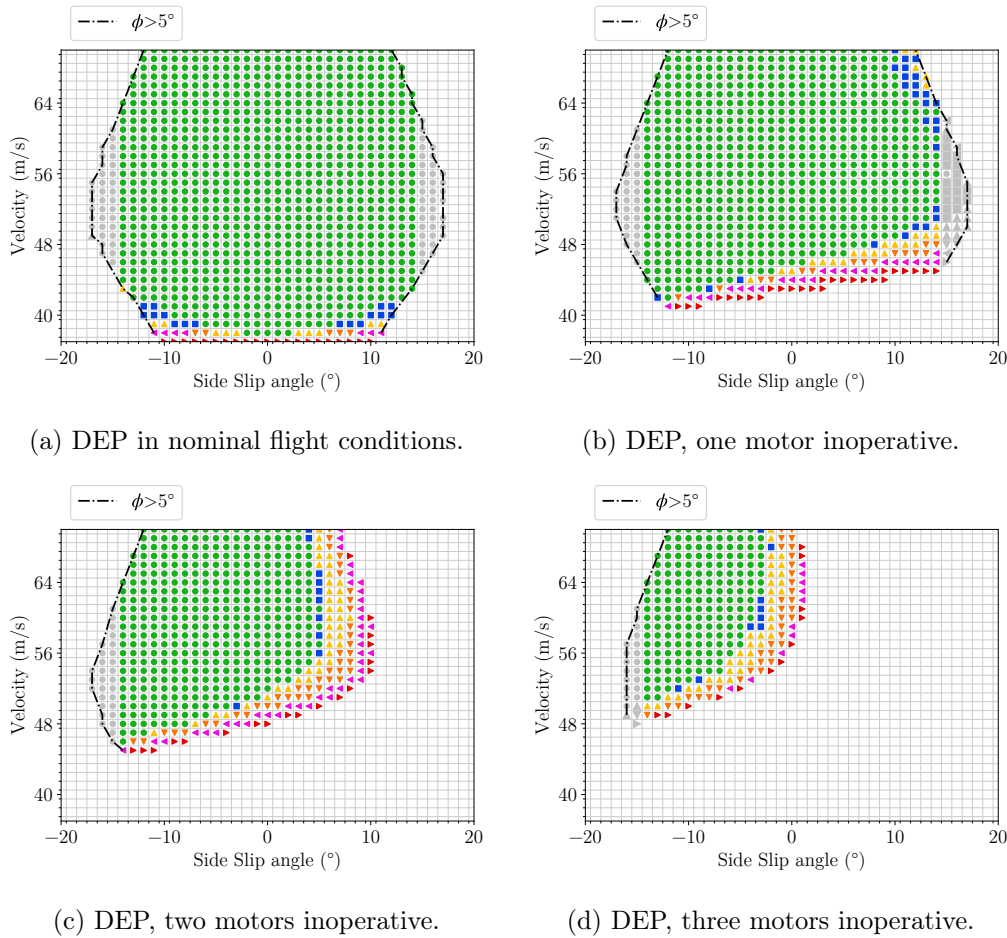 ϕ>5°
ϕ>5°
64
56
48
40
Velocity (m/s)
−20
−10
0
10
20
Side Slip angle (°)
64
56
48
40
Velocity (m/s)
−20
−10
0
10
20
Side Slip angle (°)
(a) DEP in nominal flight conditions.
(b) DEP, one motor inoperative.
ϕ>5°
ϕ>5°
64
56
48
40
Velocity (m/s)
−20
−10
0
10
20
Side Slip angle (°)
64
56
48
40
Velocity (m/s)
−20
−10
0
10
20
Side Slip angle (°)
(c) DEP, two motors inoperative.
(d) DEP, three motors inoperative.